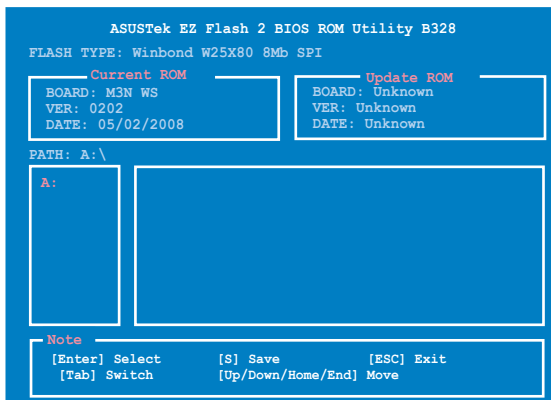 ASUSTek EZ Flash 2 BIOS ROM Utility B328
FLASH TYPE: Winbond W25X80 8Mb SPI
Current ROM
BOARD: M3N WS
VER: 0202
DATE: 05/02/2008
Update ROM
BOARD: Unknown
VER: Unknown
DATE: Unknown
PATH: A:\
A:
Note
[Enter] Select [S] Save [ESC] Exit
[Tab] Switch [Up/Down/Home/End] Move